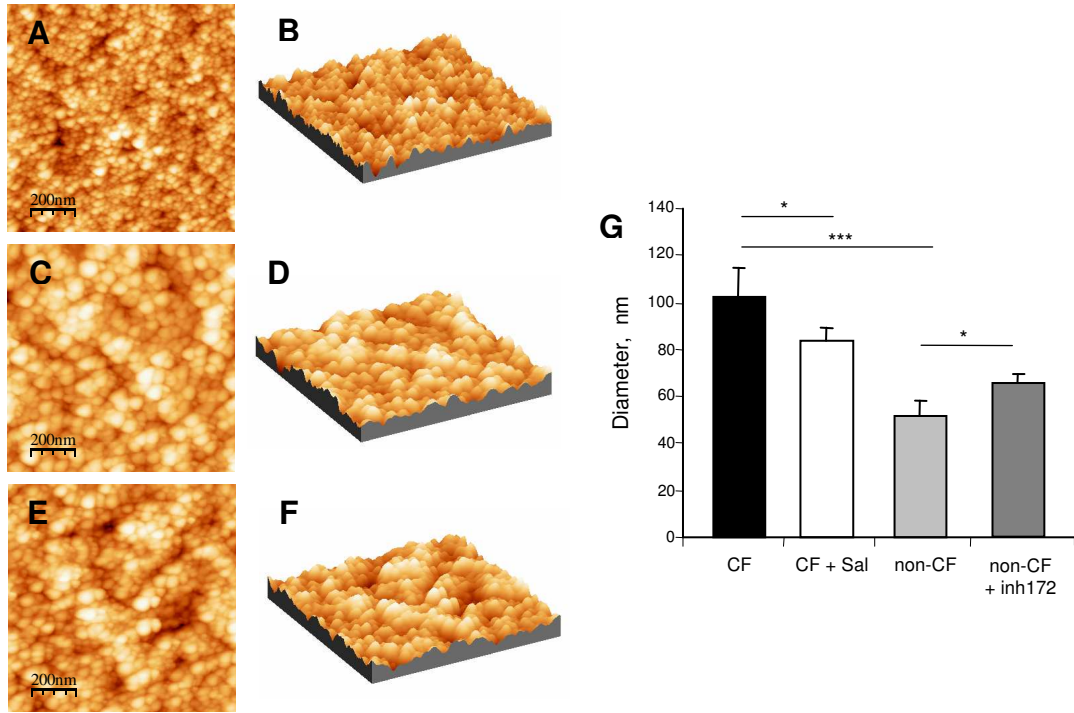 A
B
200nm
C
D
200nm
E
F
200nm
G
Diameter, nm
140
120
100
80
60
40
20
0
*
***
*
CF
CF + Sal
non-CF
non-CF
+ inh172